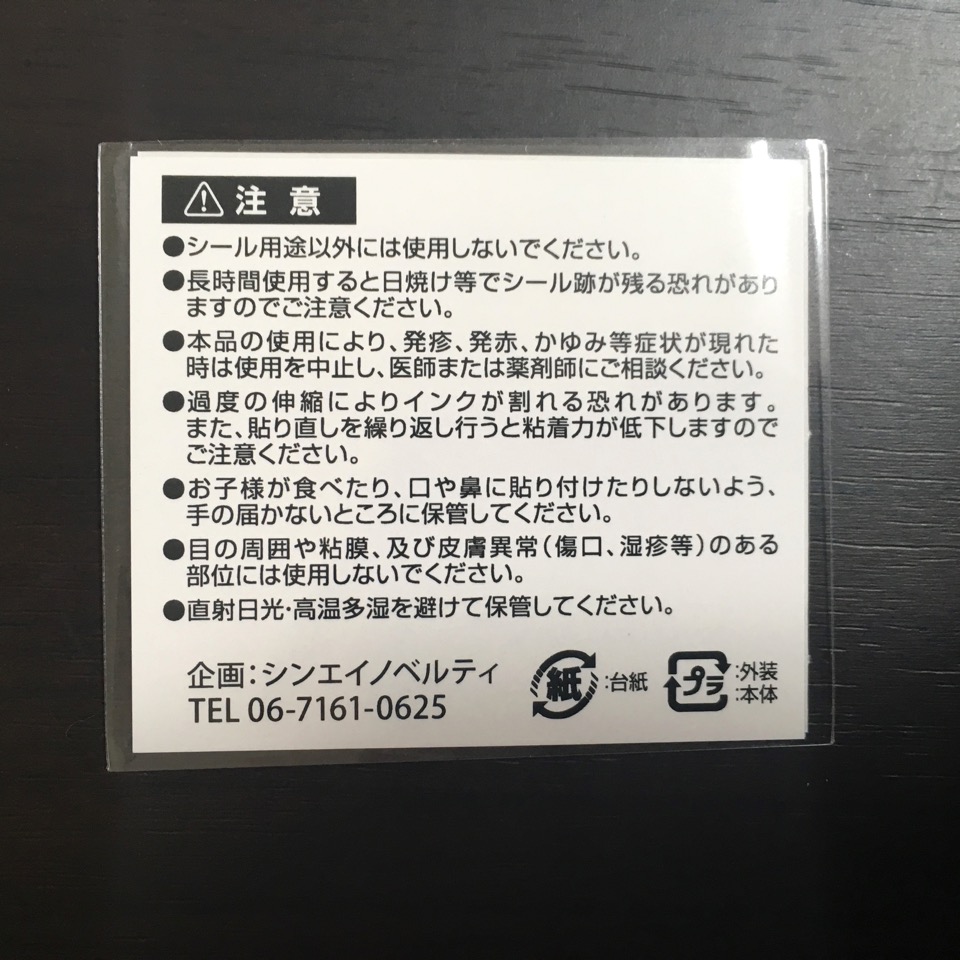 注意
●シール用途以外には使用しないでください。
●長時間使用すると日焼け等でシール跡が残る恐れがあり
ますのでご注意ください。
●本品の使用により、発疹、発赤、かゆみ等症状が現れた
時は使用を中止し、医師または薬剤師にご相談ください。
●過度の伸縮によりインクが割れる恐れがあります。
また、貼り直しを繰り返し行うと粘着力が低下しますので
ご注意ください。
●お子様が食べたり、口や鼻に貼り付けたりしないよう、
手の届かないところに保管してください。
●目の周囲や粘膜、及び皮膚異常(傷口、湿疹等)のある
部位には使用しないでください。
●直射日光・高温多湿を避けて保管してください。
企画:シンエイノベルティ
TEL 06-7161-0625
紙:台紙
プラ:外装
:本体